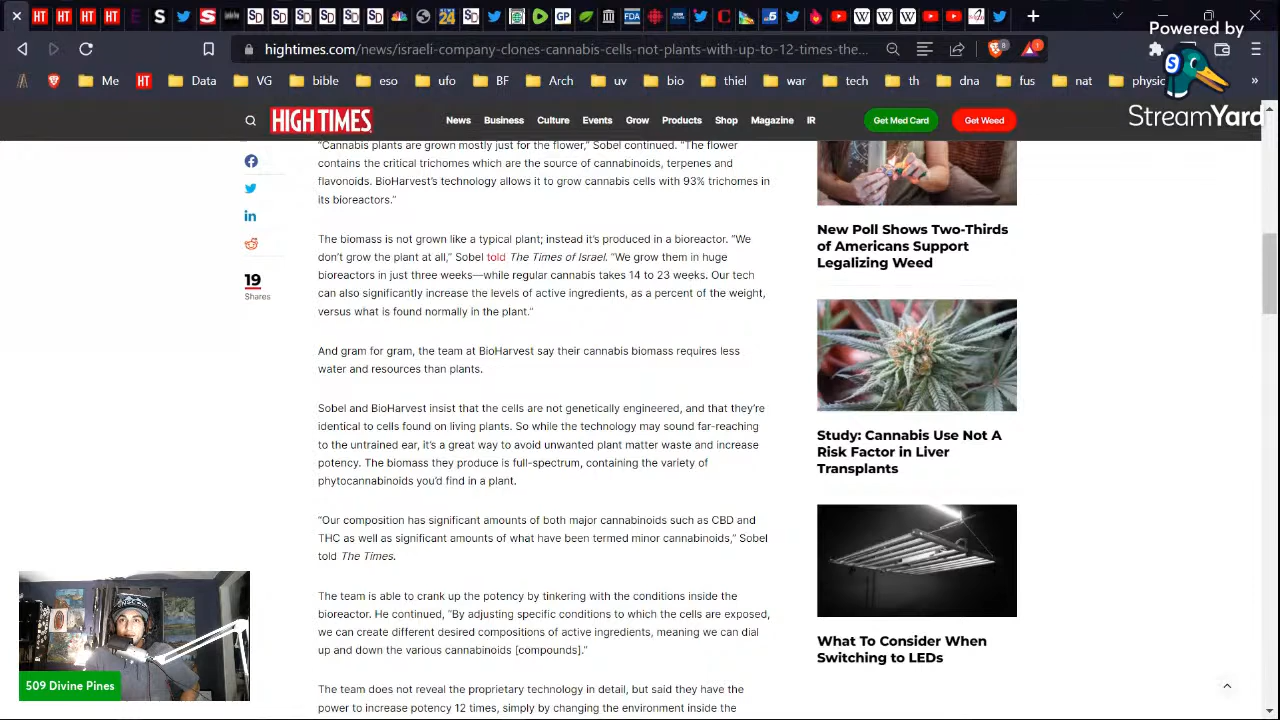 Powered by
StreamYard
hightimes.com/news/israeli-company-clones-cannabis-cells-not-plants-with-up-to-12-times-the...
8
1
Me
HT
Data
VG
bible
eso
ufo
BF
Arch
uv
bio
thiel
war
tech
th
dna
fus
nat
physic
»
HIGH TIMES
News
Business
Culture
Events
Grow
Products
Shop
Magazine
IR
Get Med Card
Get Weed
19
Shares
“Cannabis plants are grown mostly just for the flower,” Sobel continued. “The flower
contains the critical trichomes which are the source of cannabinoids, terpenes and
flavonoids. BioHarvest’s technology allows it to grow cannabis cells with 93% trichomes in
its bioreactors.”
The biomass is not grown like a typical plant; instead it’s produced in a bioreactor. “We
don’t grow the plant at all,” Sobel told The Times of Israel. “We grow them in huge
bioreactors in just three weeks—while regular cannabis takes 14 to 23 weeks. Our tech
can also significantly increase the levels of active ingredients, as a percent of the weight,
versus what is found normally in the plant.”
And gram for gram, the team at BioHarvest say their cannabis biomass requires less
water and resources than plants.
Sobel and BioHarvest insist that the cells are not genetically engineered, and that they’re
identical to cells found on living plants. So while the technology may sound far-reaching
to the untrained ear, it’s a great way to avoid unwanted plant matter waste and increase
potency. The biomass they produce is full-spectrum, containing the variety of
phytocannabinoids you’d find in a plant.
“Our composition has significant amounts of both major cannabinoids such as CBD and
THC as well as significant amounts of what have been termed minor cannabinoids,” Sobel
told The Times.
The team is able to crank up the potency by tinkering with the conditions inside the
bioreactor. He continued, “By adjusting specific conditions to which the cells are exposed,
we can create different desired compositions of active ingredients, meaning we can dial
up and down the various cannabinoids [compounds].”
The team does not reveal the proprietary technology in detail, but said they have the
power to increase potency 12 times, simply by changing the environment inside the
New Poll Shows Two-Thirds
of Americans Support
Legalizing Weed
Study: Cannabis Use Not A
Risk Factor in Liver
Transplants
What To Consider When
Switching to LEDs
509 Divine Pines